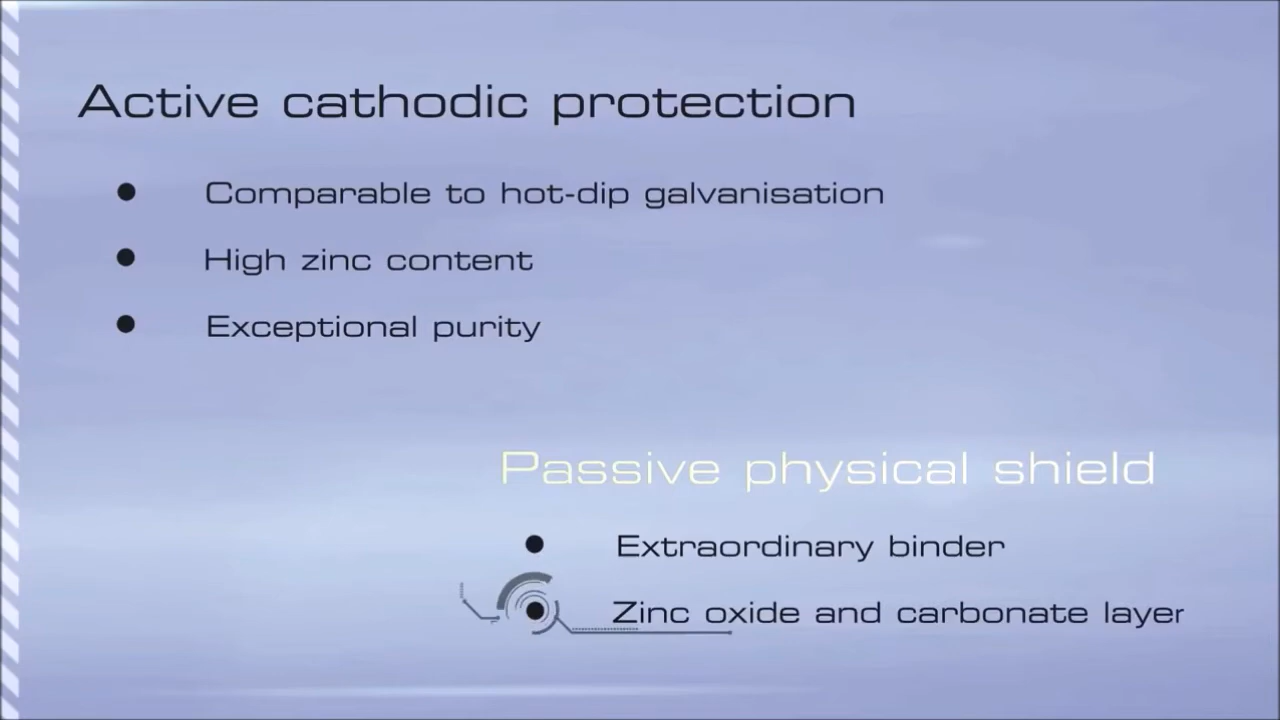 Active cathodic protection
Comparable to hot-dip galvanisation
High zinc content
Exceptional purity
Passive physical shield
Extraordinary binder
Zinc oxide and carbonate layer